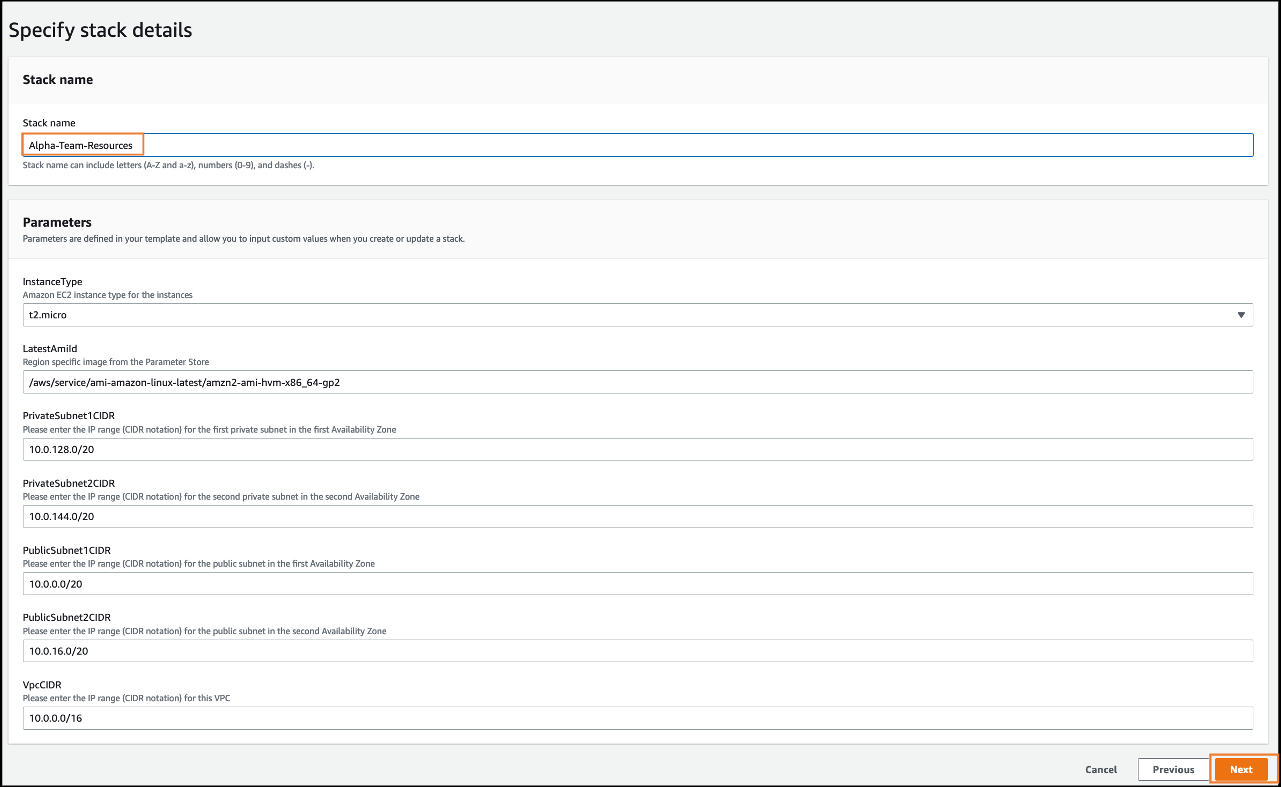 Specify stack details
Stack name
Stack name
Alpha-Team-Resources
Stack name can include letters (A-Z and a-z), numbers (0-9), and dashes (-).
Parameters
Parameters are defined in your template and allow you to input custom values when you create or update a stack.
InstanceType
Amazon EC2 instance type for the instances
t2.micro
LatestAmiId
Region specific image from the Parameter Store
/aws/service/ami-amazon-linux-latest/amzn2-ami-hvm-x86_64-gp2
PrivateSubnet1CIDR
Please enter the IP range (CIDR notation) for the first private subnet in the first Availability Zone
10.0.128.0/20
PrivateSubnet2CIDR
Please enter the IP range (CIDR notation) for the second private subnet in the second Availability Zone
10.0.144.0/20
PublicSubnet1CIDR
Please enter the IP range (CIDR notation) for the public subnet in the first Availability Zone
10.0.0.0/20
PublicSubnet2CIDR
Please enter the IP range (CIDR notation) for the public subnet in the second Availability Zone
10.0.16.0/20
VpcCIDR
Please enter the IP range (CIDR notation) for this VPC
10.0.0.0/16
Cancel Previous Next